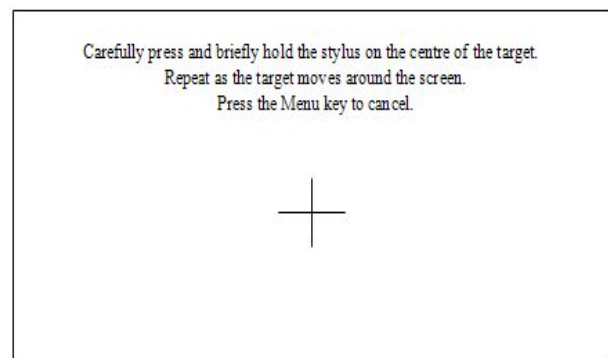 Carefully press and briefly hold the stylus on the centre of the target.
Repeat as the target moves around the screen.
Press the Menu key to cancel.